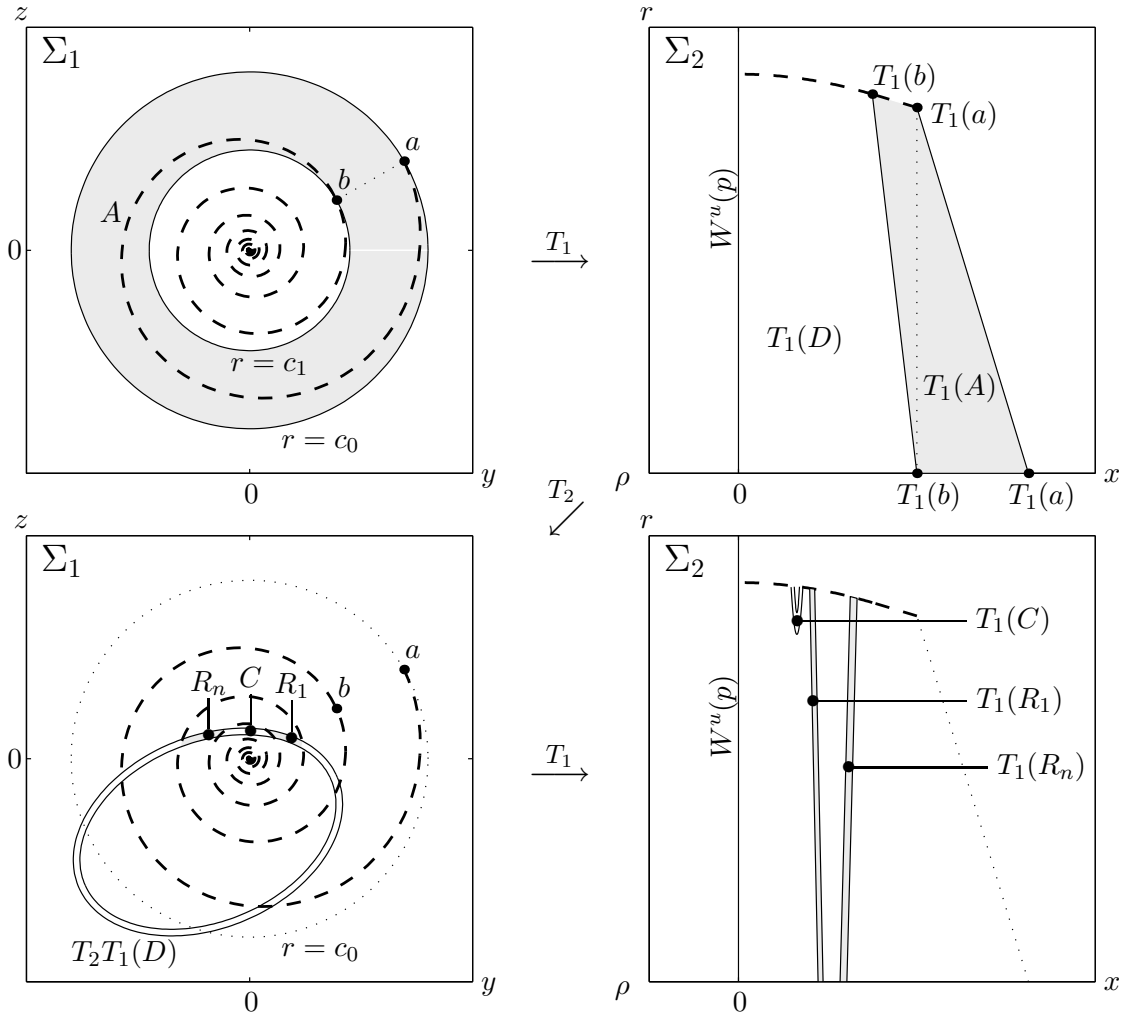 z
Σ₁
a
b
A
r = c₁
r = c₀
0
0
y
T₁
r
Σ₂
T₁(b)
T₁(a)
Wᵘ(p)
T₁(D)
T₁(A)
ρ
0
T₁(b)
T₁(a)
x
T₂
z
Σ₁
a
b
Rₙ
C
R₁
0
T₂T₁(D)
r = c₀
0
y
T₁
r
Σ₂
T₁(C)
T₁(R₁)
T₁(Rₙ)
Wᵘ(p)
ρ
0
x